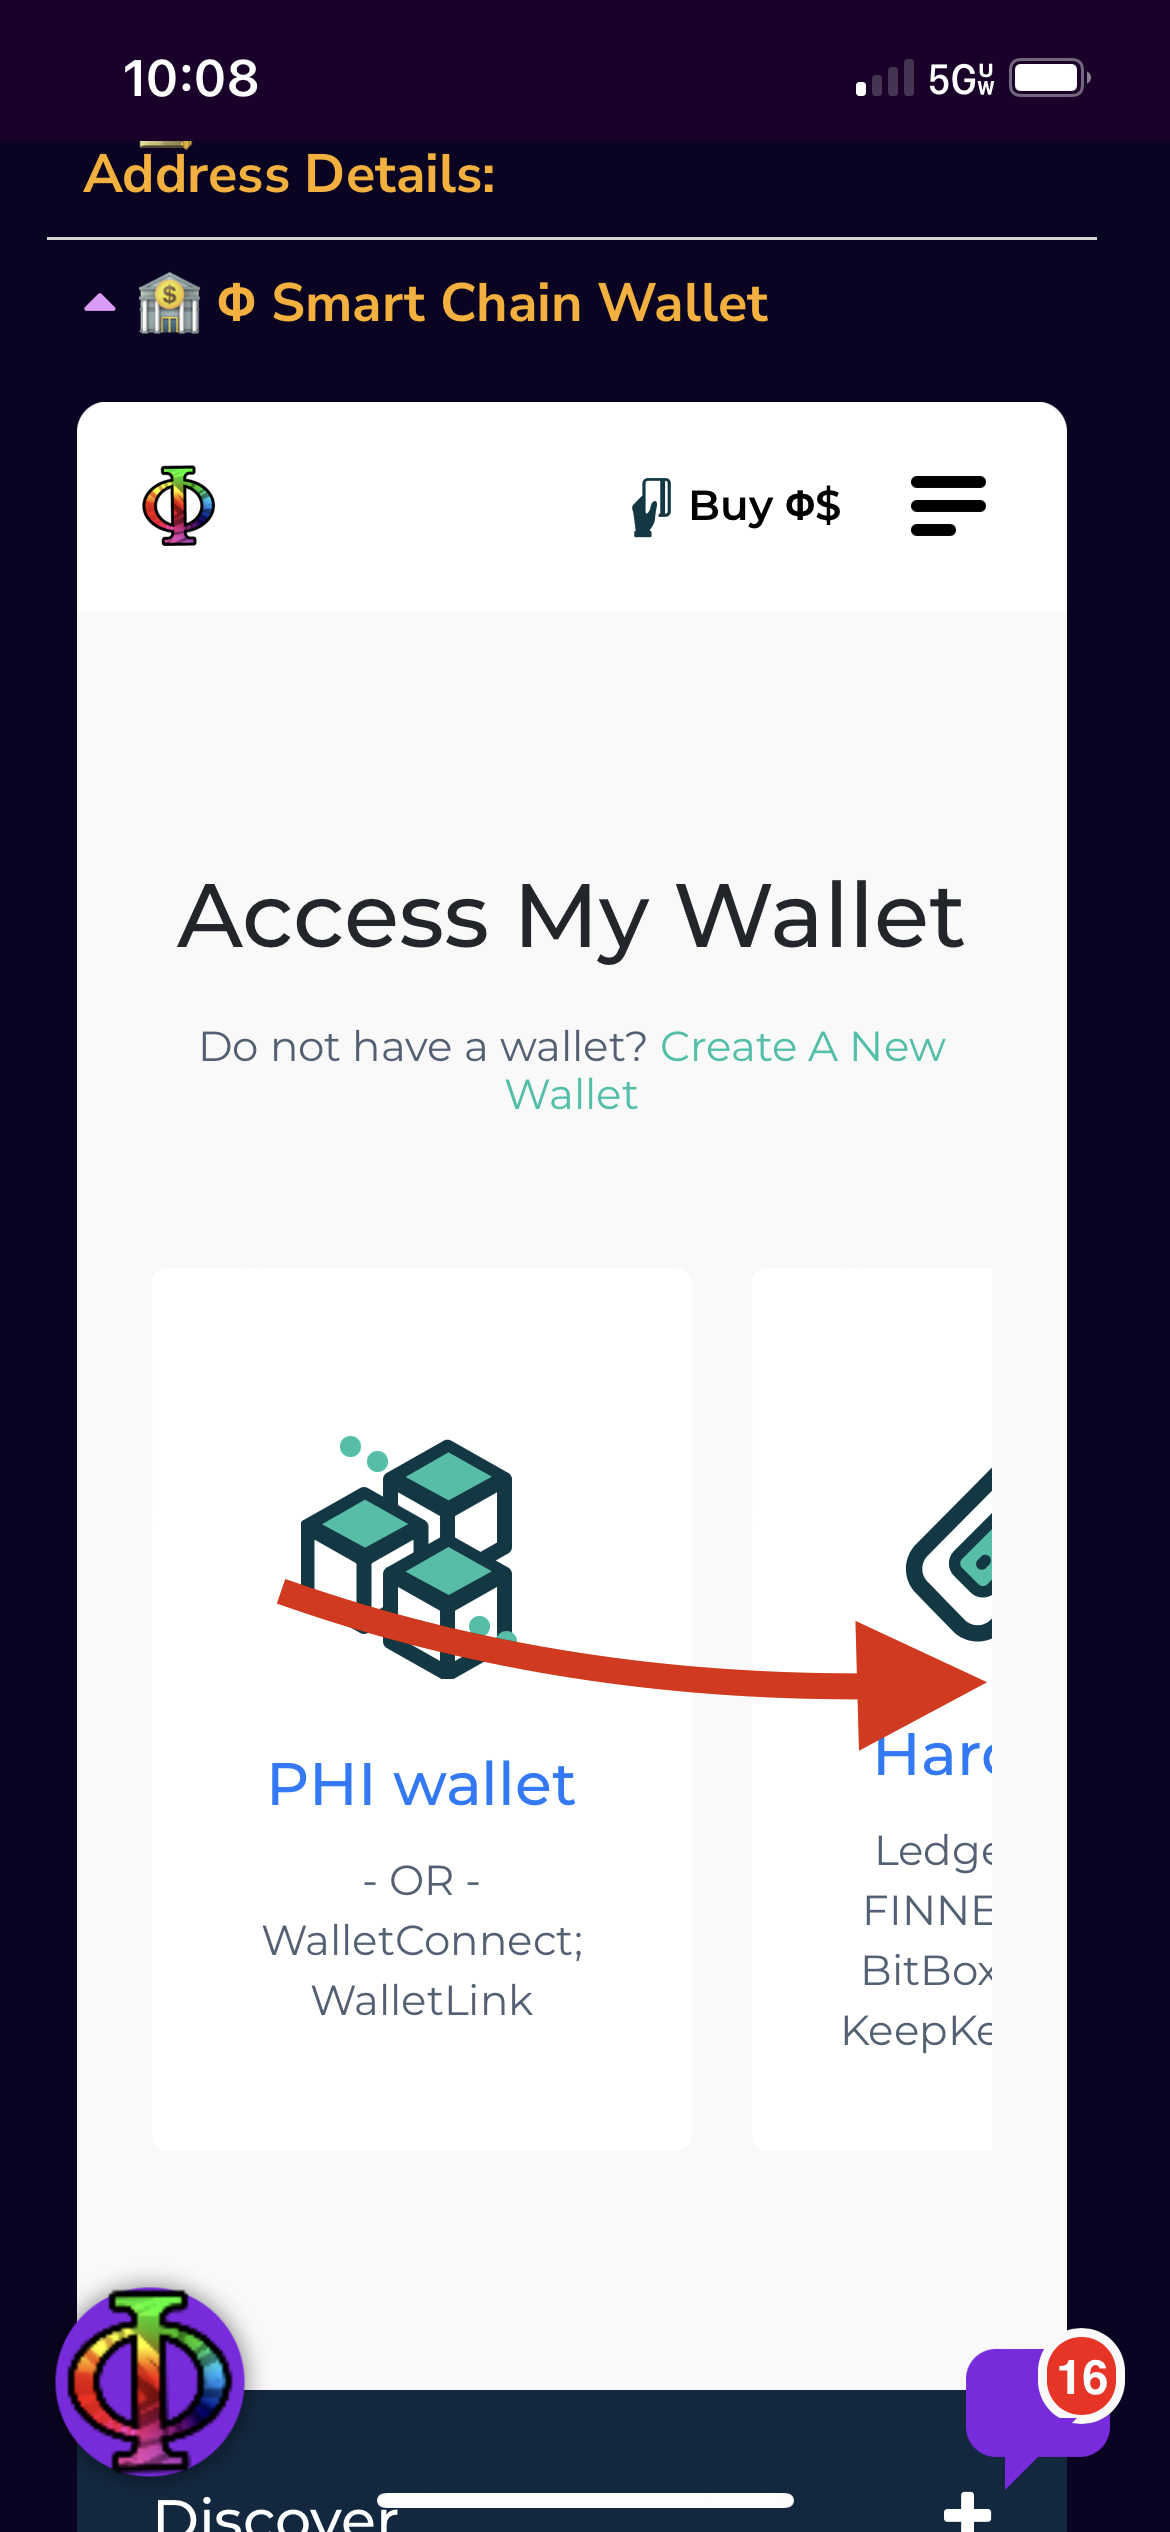 10:08
5G UW
Address Details:
Φ Smart Chain Wallet
Buy Φ$
Access My Wallet
Do not have a wallet? Create A New
Wallet
PHI wallet
- OR -
WalletConnect;
WalletLink
Ledge
FINNE
BitBox
KeepKe
16
Discover